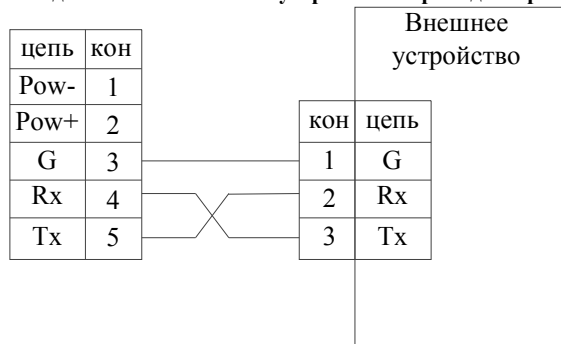 Внешнее
устройство
цепь кон
Pow- 1
Pow+ 2
G 3
Rx 4
Tx 5
кон цепь
1 G
2 Rx
3 Tx